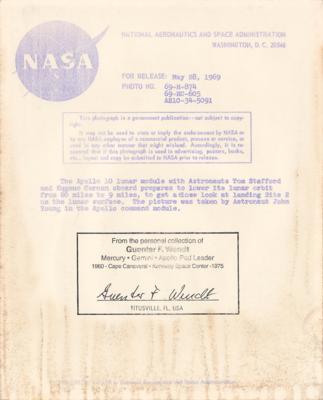 NASA
NATIONAL AERONAUTICS AND SPACE ADMINISTRATION
WASHINGTON, D. C. 20546
FOR RELEASE: May 28, 1969
PHOTO NO. 69-H-874
69-HC-605
AS10-34-5091
This photograph is a government publication--not subject to copyright.
It may not be used to state or imply the endorsement by NASA or by any NASA employee of a commercial product, process or service, or used in any other manner that might mislead. Accordingly, it is requested that if this photograph is used in advertising, posters, books, etc., layout and copy be submitted to NASA prior to release.
The Apollo 10 lunar module with Astronauts Tom Stafford
and Eugene Cernan aboard prepares to lower its lunar orbit
from 60 miles to 9 miles, to get a close look at landing Site 2
on the lunar surface. The picture was taken by Astronaut John
Young in the Apollo command module.
From the personal collection of
Guenter F. Wendt
Mercury • Gemini • Apollo Pad Leader
1960 - Cape Canaveral • Kennedy Space Center -1975
Guenter F. Wendt
TITUSVILLE, FL, USA